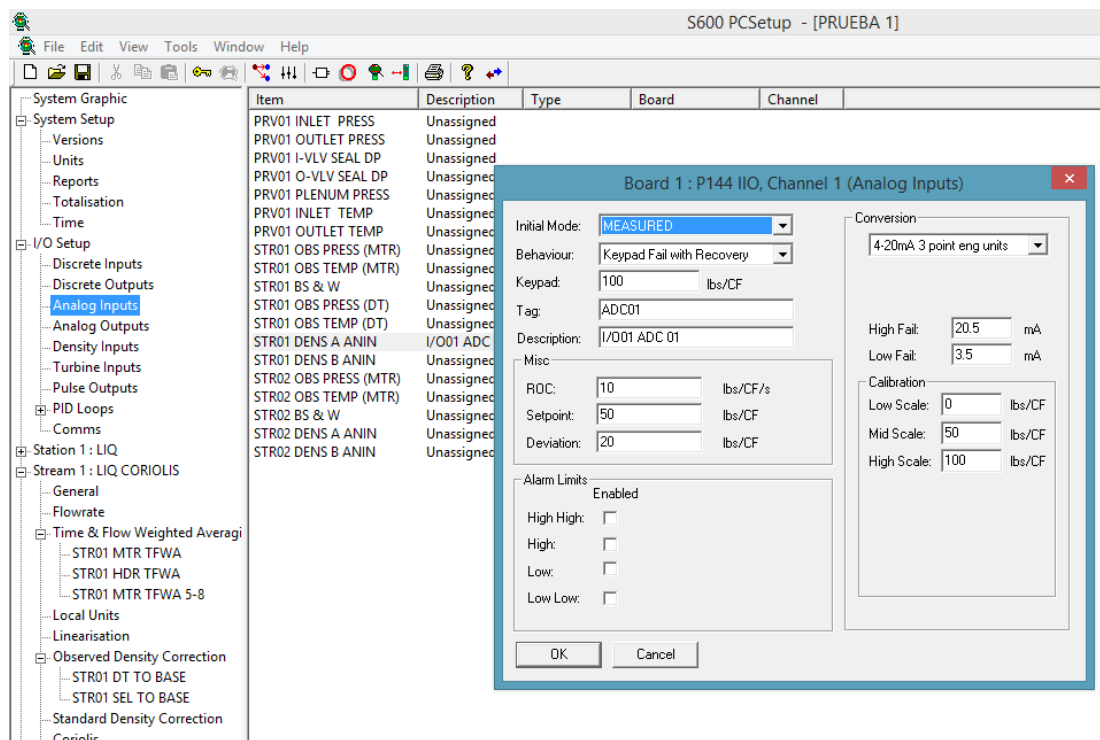 S600 PCSetup - [PRUEBA 1]
File Edit View Tools Window Help
System Graphic
System Setup
Versions
Units
Reports
Totalisation
Time
I/O Setup
Discrete Inputs
Discrete Outputs
Analog Inputs
Analog Outputs
Density Inputs
Turbine Inputs
Pulse Outputs
PID Loops
Comms
Station 1 : LIQ
Stream 1 : LIQ CORIOLIS
General
Flowrate
Time & Flow Weighted Averagi
STR01 MTR TFWA
STR01 HDR TFWA
STR01 MTR TFWA 5-8
Local Units
Linearisation
Observed Density Correction
STR01 DT TO BASE
STR01 SEL TO BASE
Standard Density Correction
Coriolis
Item Description Type Board Channel
PRV01 INLET PRESS Unassigned
PRV01 OUTLET PRESS Unassigned
PRV01 I-VLV SEAL DP Unassigned
PRV01 O-VLV SEAL DP Unassigned
PRV01 PLENUM PRESS Unassigned
PRV01 INLET TEMP Unassigned
PRV01 OUTLET TEMP Unassigned
STR01 OBS PRESS (MTR) Unassigned
STR01 OBS TEMP (MTR) Unassigned
STR01 BS & W Unassigned
STR01 OBS PRESS (DT) Unassigned
STR01 OBS TEMP (DT) Unassigned
STR01 DENS A ANIN I/O01 ADC
STR01 DENS B ANIN Unassigned
STR02 OBS PRESS (MTR) Unassigned
STR02 OBS TEMP (MTR) Unassigned
STR02 BS & W Unassigned
STR02 DENS A ANIN Unassigned
STR02 DENS B ANIN Unassigned
Board 1 : P144 IIO, Channel 1 (Analog Inputs)
Initial Mode: MEASURED
Behaviour: Keypad Fail with Recovery
Keypad: 100 lbs/CF
Tag: ADC01
Description: I/O01 ADC 01
Misc
ROC: 10 lbs/CF/s
Setpoint: 50 lbs/CF
Deviation: 20 lbs/CF
Alarm Limits
Enabled
High High:
High:
Low:
Low Low:
OK Cancel
Conversion
4-20mA 3 point eng units
High Fail: 20.5 mA
Low Fail: 3.5 mA
Calibration
Low Scale: 0 lbs/CF
Mid Scale: 50 lbs/CF
High Scale: 100 lbs/CF